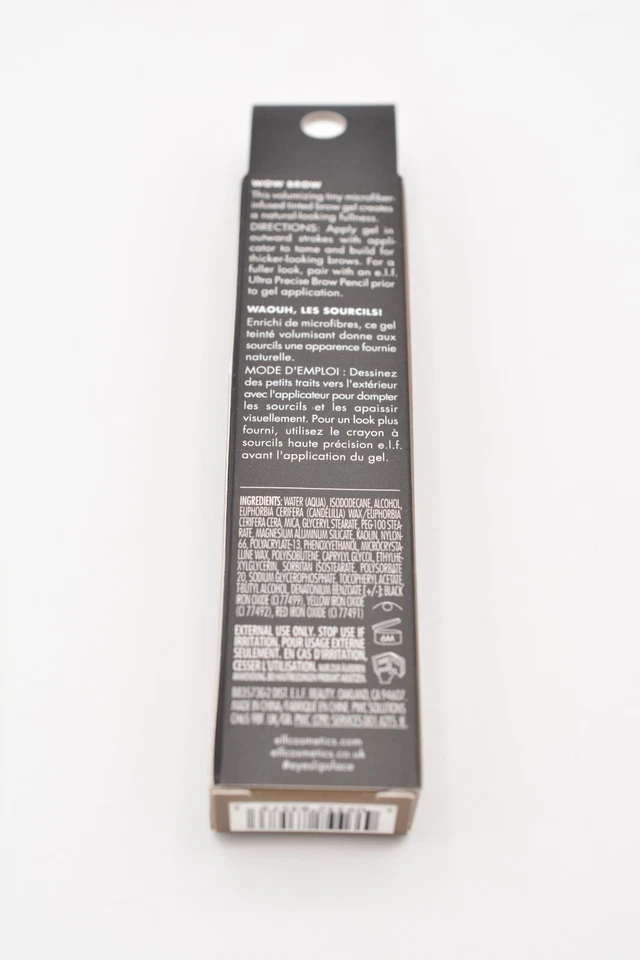 WOW BROW
This volumizing tiny microfiber-
infused tinted brow gel creates
a natural-looking fullness.
DIRECTIONS: Apply gel in
outward strokes with appli-
cator to tame and build for
thicker-looking brows. For a
fuller look, pair with an e.l.f.
Ultra Precise Brow Pencil prior
to gel application.
WAOUH, LES SOURCILS!
Enrichi de microfibres, ce gel
teinté volumisant donne aux
sourcils une apparence fournie
naturelle.
MODE D'EMPLOI : Dessinez
des petits traits vers l'extérieur
avec l'applicateur pour dompter
les sourcils et les apaissir
visuellement. Pour un look plus
fourni, utilisez le crayon à
sourcils haute précision e.l.f.
avant l'application du gel.
INGREDIENTS: WATER (AQUA), ISODODECANE, ALCOHOL,
EUPHORBIA CERIFERA (CANDELILLA) WAX/EUPHORBIA
CERIFERA CERA, MICA, GLYCERYL STEARATE, PEG-100 STEA-
RATE, MAGNESIUM ALUMINUM SILICATE, KAOLIN, NYLON-
66, POLYACRYLATE-13, PHENOXYETHANOL, MICROCRYSTA-
LLINE WAX, POLYISOBUTENE, CAPRYLYL GLYCOL, ETHYLHE-
XYLGLYCERIN, SORBITAN ISOSTEARATE, POLYSORBATE
20, SODIUM GLYCEROPHOSPHATE, TOCOPHERYL ACETATE
T-BUTYL ALCOHOL, DENATONIUM BENZOATE [+/-]: BLACK
IRON OXIDE (CI 77499), YELLOW IRON OXIDE
(CI 77492), RED IRON OXIDE (CI 77491)
EXTERNAL USE ONLY. STOP USE IF
IRRITATION. POUR USAGE EXTERNE
SEULEMENT. EN CAS D'IRRITATION,
CESSER L'UTILISATION.
6M
DIST. E.L.F. BEAUTY, OAKLAND, CA 94607.
MADE IN CHINA/FABRIQUÉ EN CHINE. PWC SOLUTIONS
elfcosmetics.com
elfcosmetics.co.uk
#eyeslipsface